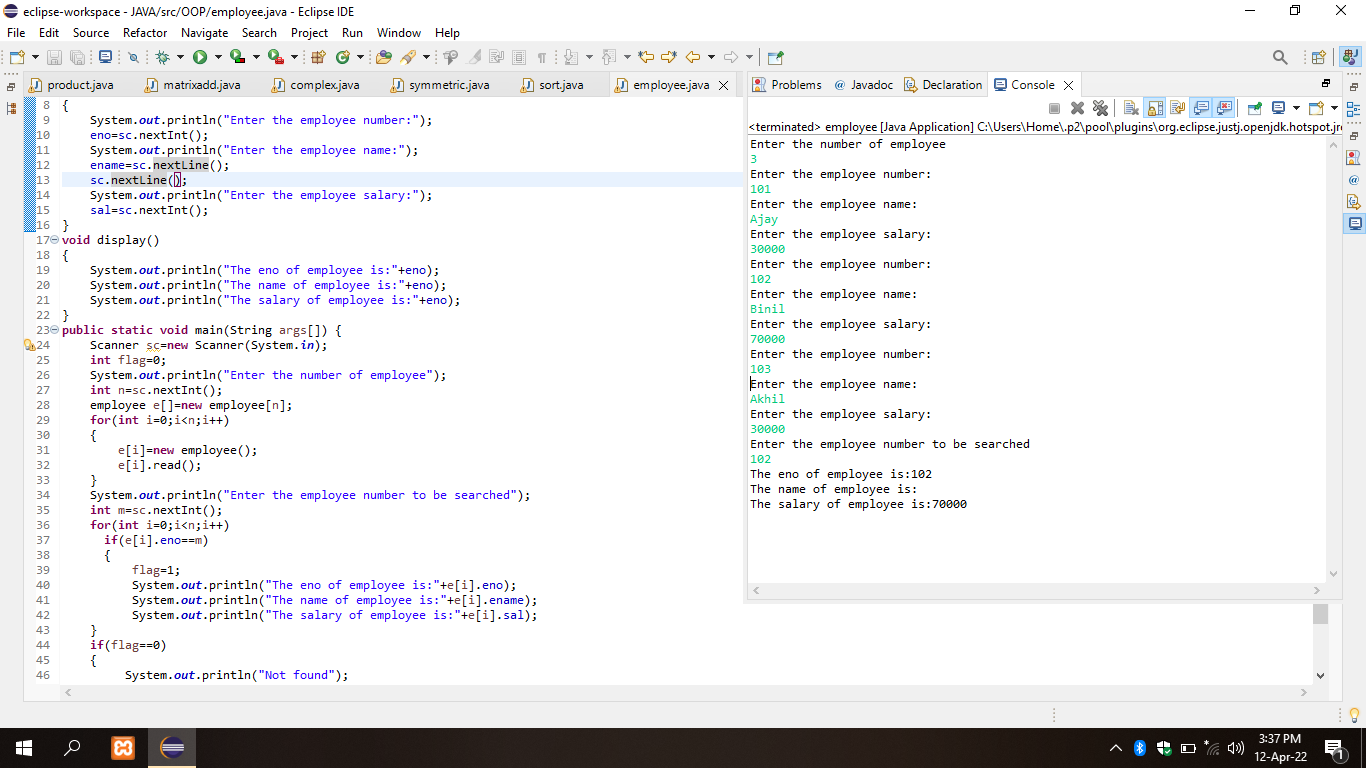 eclipse-workspace - JAVA/src/OOP/employee.java - Eclipse IDE
File Edit Source Refactor Navigate Search Project Run Window Help
product.java matrixadd.java complex.java symmetric.java sort.java employee.java
8 {
9 System.out.println("Enter the employee number:");
10 eno=sc.nextInt();
11 System.out.println("Enter the employee name:");
12 ename=sc.nextLine();
13 sc.nextLine();
14 System.out.println("Enter the employee salary:");
15 sal=sc.nextInt();
16 }
17 void display()
18 {
19 System.out.println("The eno of employee is:"+eno);
20 System.out.println("The name of employee is:"+eno);
21 System.out.println("The salary of employee is:"+eno);
22 }
23 public static void main(String args[]) {
24 Scanner sc=new Scanner(System.in);
25 int flag=0;
26 System.out.println("Enter the number of employee");
27 int n=sc.nextInt();
28 employee e[]=new employee[n];
29 for(int i=0;i<n;i++)
30 {
31 e[i]=new employee();
32 e[i].read();
33 }
34 System.out.println("Enter the employee number to be searched");
35 int m=sc.nextInt();
36 for(int i=0;i<n;i++)
37 if(e[i].eno==m)
38 {
39 flag=1;
40 System.out.println("The eno of employee is:"+e[i].eno);
41 System.out.println("The name of employee is:"+e[i].ename);
42 System.out.println("The salary of employee is:"+e[i].sal);
43 }
44 if(flag==0)
45 {
46 System.out.println("Not found");
Problems @ Javadoc Declaration Console
<terminated> employee [Java Application] C:\Users\Home\.p2\pool\plugins\org.eclipse.justj.openjdk.hotspot.jre
Enter the number of employee
3
Enter the employee number:
101
Enter the employee name:
Ajay
Enter the employee salary:
30000
Enter the employee number:
102
Enter the employee name:
Binil
Enter the employee salary:
70000
Enter the employee number:
103
Enter the employee name:
Akhil
Enter the employee salary:
30000
Enter the employee number to be searched
102
The eno of employee is:102
The name of employee is:
The salary of employee is:70000
3:37 PM
12-Apr-22
1